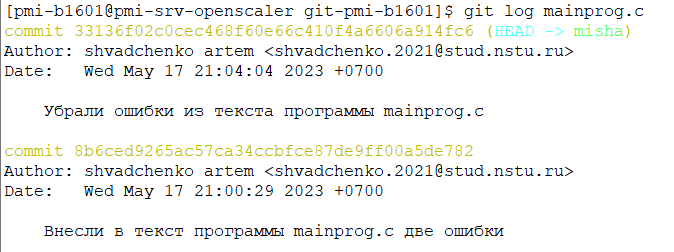 [pmi-b1601@pmi-srv-openscaler git-pmi-b1601]$ git log mainprog.c
commit 33136f02c0cec468f60e66c410f4a6606a914fc6 (HEAD -> misha)
Author: shvadchenko artem <shvadchenko.2021@stud.nstu.ru>
Date:   Wed May 17 21:04:04 2023 +0700
Убрали ошибки из текста программы mainprog.c
commit 8b6ced9265ac57ca34ccbfce87de9ff00a5de782
Author: shvadchenko artem <shvadchenko.2021@stud.nstu.ru>
Date:   Wed May 17 21:00:29 2023 +0700
Внесли в текст программы mainprog.c две ошибки